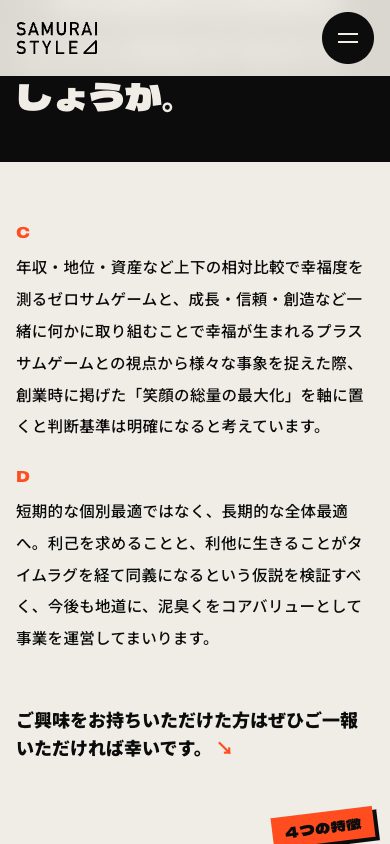 SAMURAI
STYLE
しょうか。
C
年収・地位・資産など上下の相対比較で幸福度を
測るゼロサムゲームと、成長・信頼・創造など一
緒に何かに取り組むことで幸福が生まれるプラス
サムゲームとの視点から様々な事象を捉えた際、
創業時に掲げた「笑顔の総量の最大化」を軸に置
くと判断基準は明確になると考えています。
D
短期的な個別最適ではなく、長期的な全体最適
へ。利己を求めることと、利他に生きることがタ
イムラグを経て同義になるという仮説を検証すべ
く、今後も地道に、泥臭くをコアバリューとして
事業を運営してまいります。
ご興味をお持ちいただけた方はぜひご一報
いただければ幸いです。 ↘
4つの特徴